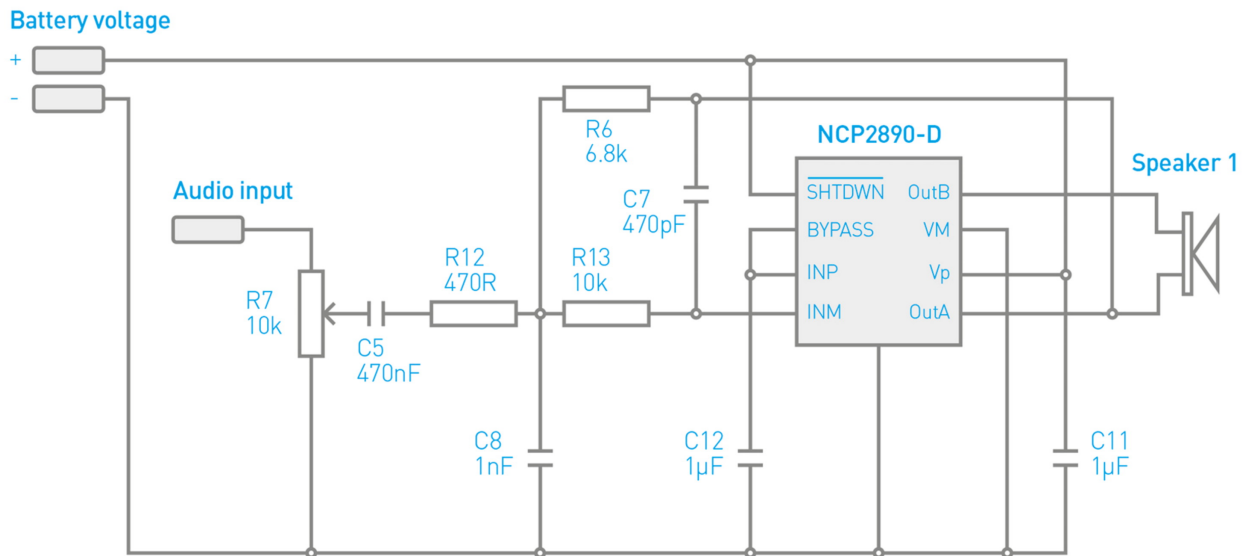 Battery voltage
+
-
R6
6.8k
NCP2890-D
Speaker 1
Audio input
C7
470pF
SHTDWN
OutB
BYPASS
VM
INP
Vp
INM
OutA
R12
470R
R13
10k
R7
10k
C5
470nF
C8
1nF
C12
1µF
C11
1µF